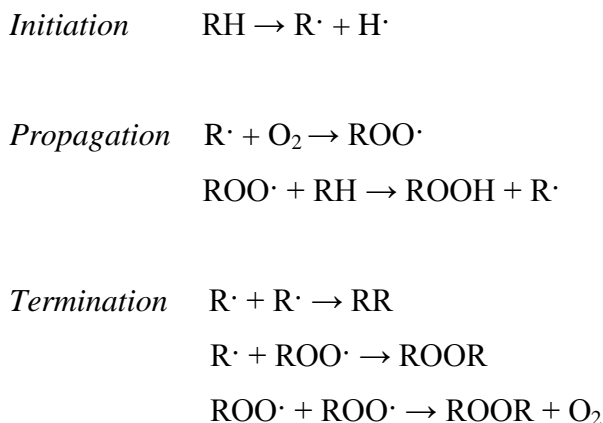 Initiation RH → R· + H·
Propagation R· + O₂ → ROO·
ROO· + RH → ROOH + R·
Termination R· + R· → RR
R· + ROO· → ROOR
ROO· + ROO· → ROOR + O₂